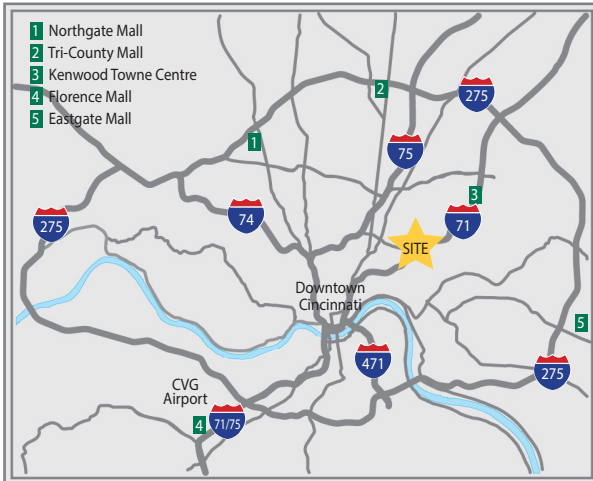 1 Northgate Mall
2 Tri-County Mall
3 Kenwood Towne Centre
4 Florence Mall
5 Eastgate Mall
2
275
1
75
3
275
74
71
SITE
Downtown
Cincinnati
5
471
275
CVG
Airport
4
71/75